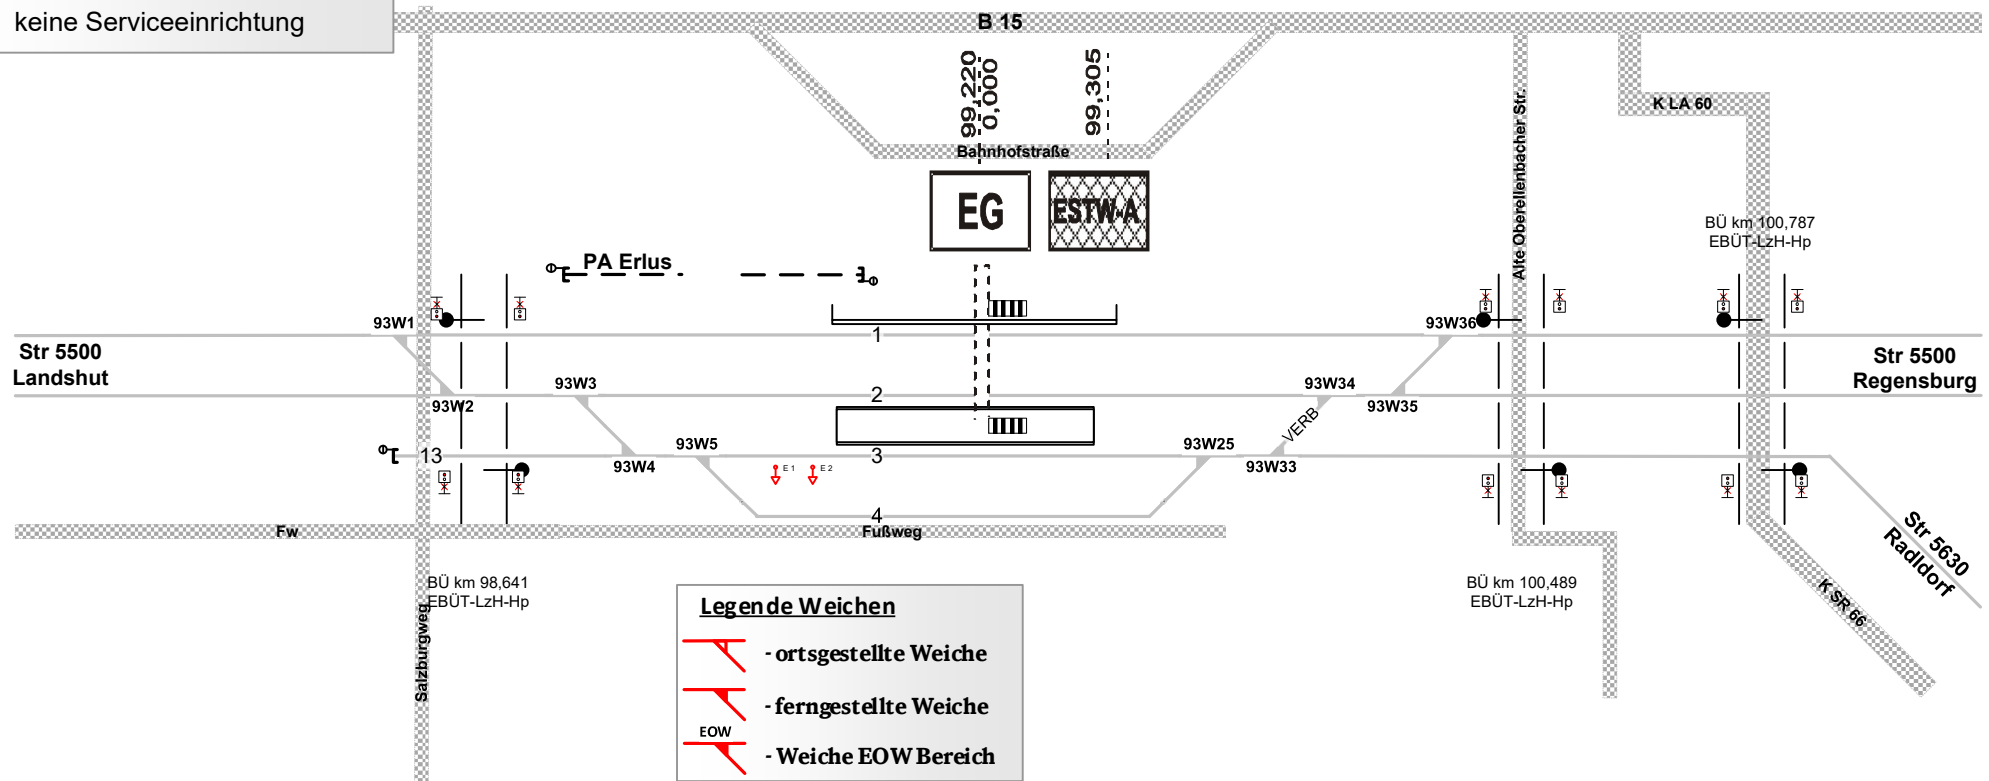 keine Serviceeinrichtung
B 15
99,220
0,000
99,305
Bahnhofstraße
K LA 60
Alte Oberellenbacher Str.
EG
ESTW-A
BÜ km 100,787
EBÜT-LzH-Hp
PA Erlus
93W1
93W36
1
Str 5500
Landshut
Str 5500
Regensburg
93W3
93W34
2
93W2
93W35
VERB
93W5
93W25
13
3
93W4
93W33
E 1
E 2
4
Fw
Fußweg
Str 5630
Radldorf
BÜ km 98,641
EBÜT-LzH-Hp
BÜ km 100,489
EBÜT-LzH-Hp
K SR 66
Salzburgweg
Legende Weichen
- ortsgestellte Weiche
- ferngestellte Weiche
EOW
- Weiche EOW Bereich